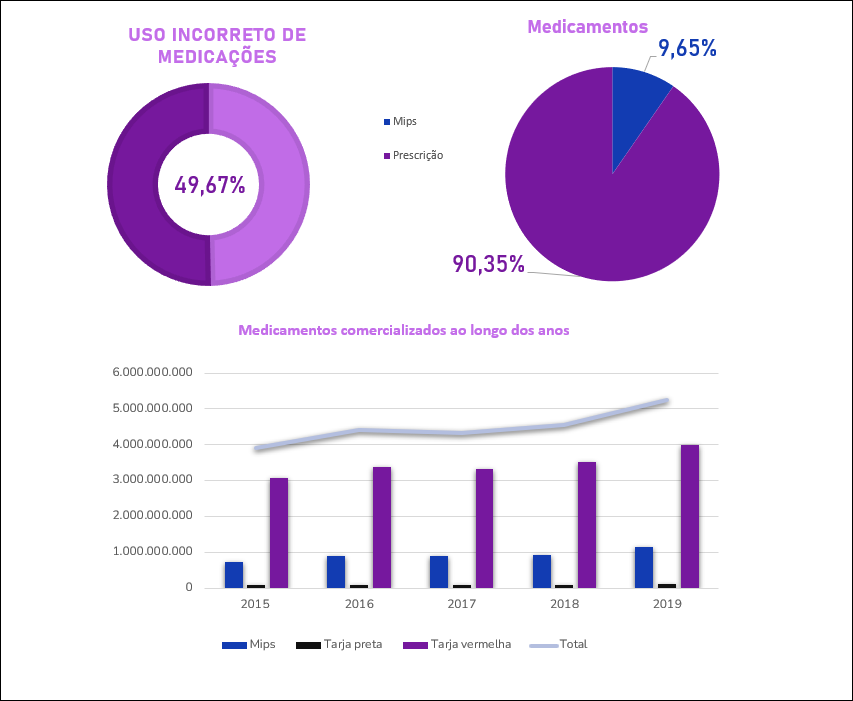 USO INCORRETO DE
MEDICAÇÕES
49,67%
Medicamentos
9,65%
Mips
Prescrição
90,35%
Medicamentos comercializados ao longo dos anos
6.000.000.000
5.000.000.000
4.000.000.000
3.000.000.000
2.000.000.000
1.000.000.000
0
2015 2016 2017 2018 2019
Mips Tarja preta Tarja vermelha Total